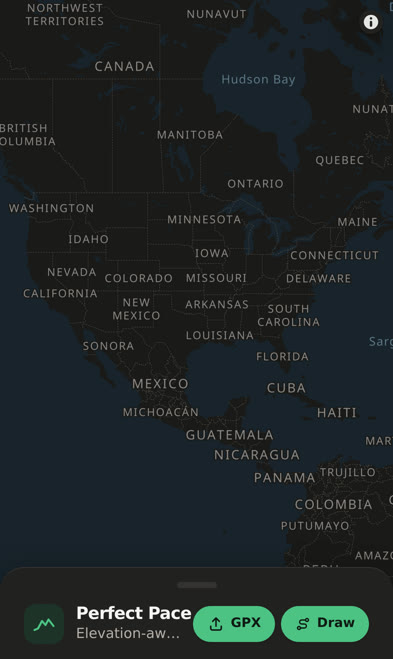 NORTHWEST
TERRITORIES
NUNAVUT
CANADA
Hudson Bay
NUNAT
BRITISH
OLUMBIA
MANITOBA
QUEBEC
ONTARIO
WASHINGTON
MINNESOTA
MAINE
IDAHO
IOWA
CONNECTICUT
NEVADA
COLORADO
MISSOURI
DELAWARE
CALIFORNIA
NEW
MEXICO
ARKANSAS
SOUTH
CAROLINA
LOUISIANA
SONORA
FLORIDA
Sarg
MEXICO
CUBA
MICHOACÁN
HAITI
GUATEMALA
MAR
NICARAGUA
PANAMA
TRUJILLO
COLOMBIA
PUTUMAYO
AMAZO
PERU
Perfect Pace
Elevation-aw...
GPX
Draw